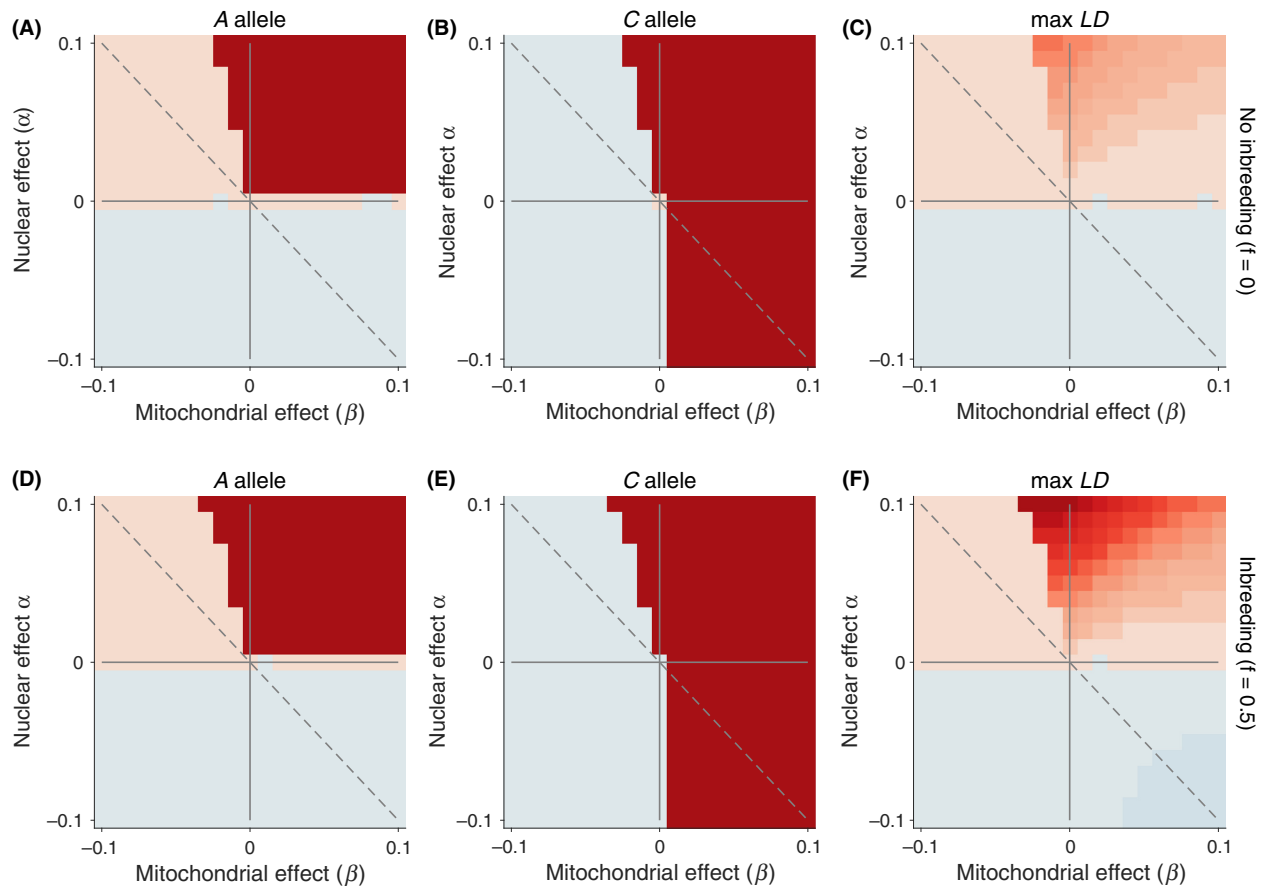 (A)
A allele
0.1
0
−0.1
Nuclear effect (α)
−0.1
0
0.1
Mitochondrial effect (β)
(B)
C allele
0.1
0
−0.1
Nuclear effect α
−0.1
0
0.1
Mitochondrial effect (β)
(C)
max LD
0.1
0
−0.1
Nuclear effect α
−0.1
0
0.1
Mitochondrial effect (β)
No inbreeding (f = 0)
(D)
A allele
0.1
0
−0.1
Nuclear effect α
−0.1
0
0.1
Mitochondrial effect (β)
(E)
C allele
0.1
0
−0.1
Nuclear effect α
−0.1
0
0.1
Mitochondrial effect (β)
(F)
max LD
0.1
0
−0.1
Nuclear effect α
−0.1
0
0.1
Mitochondrial effect (β)
Inbreeding (f = 0.5)